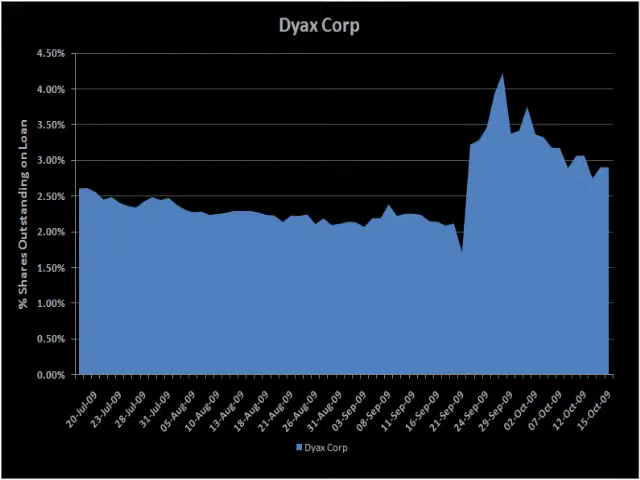 Dyax Corp
4.50%
4.00%
3.50%
3.00%
2.50%
2.00%
1.50%
1.00%
0.50%
0.00%
% Shares Outstanding on Loan
20-Jul-09
23-Jul-09
28-Jul-09
31-Jul-09
05-Aug-09
10-Aug-09
13-Aug-09
18-Aug-09
21-Aug-09
26-Aug-09
31-Aug-09
03-Sep-09
08-Sep-09
11-Sep-09
16-Sep-09
21-Sep-09
24-Sep-09
29-Sep-09
02-Oct-09
07-Oct-09
12-Oct-09
15-Oct-09
Dyax Corp